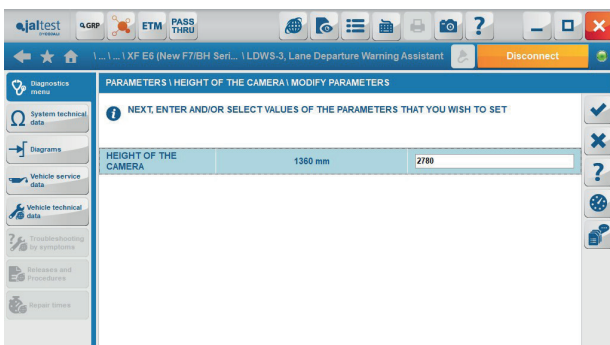 jaltest
GRP
ETM
PASS
THRU
?
\ ... \ ... \ XF E6 (New F7/BH Seri... \ LDWS-3, Lane Departure Warning Assistant
Disconnect
Diagnostics
menu
PARAMETERS \ HEIGHT OF THE CAMERA \ MODIFY PARAMETERS
System technical
data
NEXT, ENTER AND/OR SELECT VALUES OF THE PARAMETERS THAT YOU WISH TO SET
Diagrams
Vehicle service
data
HEIGHT OF THE
CAMERA
1360 mm
2780
?
Vehicle technical
data
Troubleshooting
by symptoms
Releases and
Procedures
Repair times